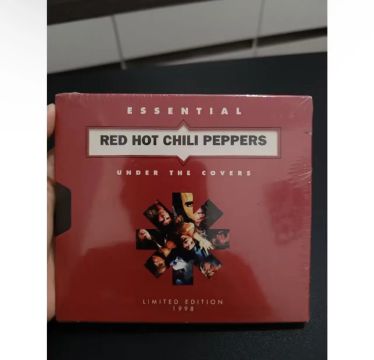 ESSENTIAL
RED HOT CHILI PEPPERS
UNDER THE COVERS
LIMITED EDITION
1998